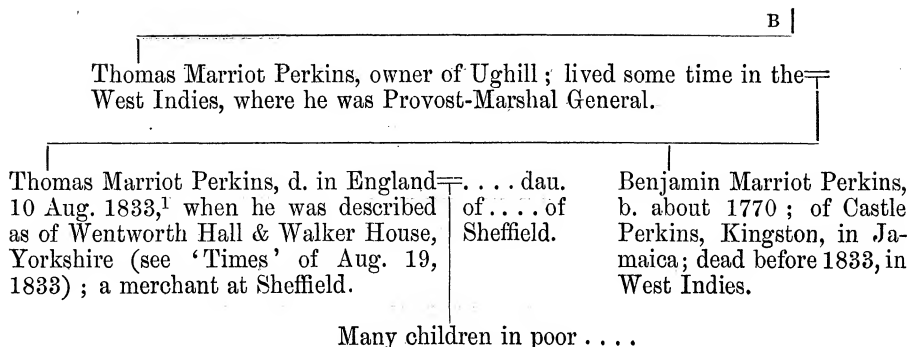 B
Thomas Marriot Perkins, owner of Ughill ; lived some time in the
West Indies, where he was Provost-Marshal General.
Thomas Marriot Perkins, d. in England
10 Aug. 1833,¹ when he was described
as of Wentworth Hall & Walker House,
Yorkshire (see ‘Times’ of Aug. 19,
1833) ; a merchant at Sheffield.
. . . . dau.
of . . . . of
Sheffield.
Benjamin Marriot Perkins,
b. about 1770 ; of Castle
Perkins, Kingston, in Ja-
maica; dead before 1833, in
West Indies.
Many children in poor . . . .